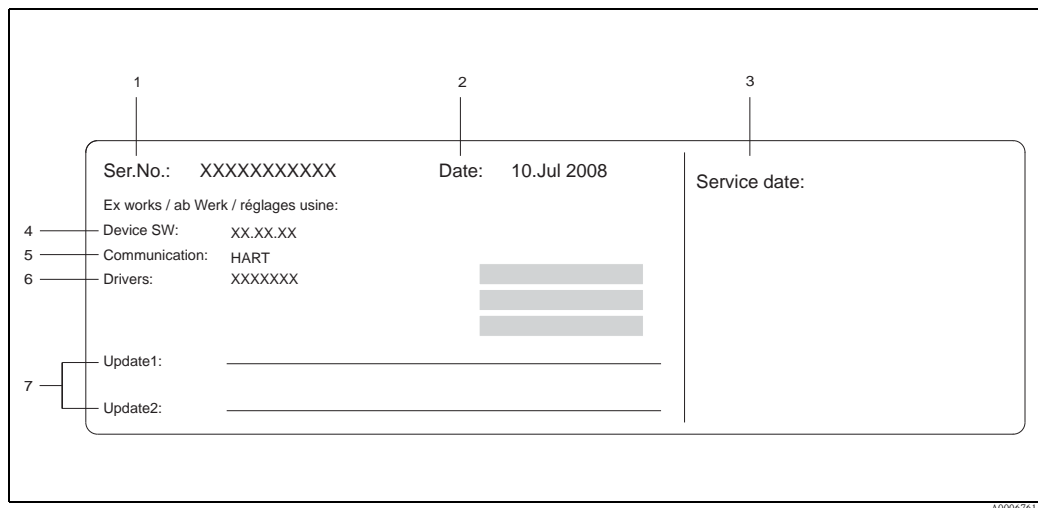 1 2 3
Ser.No.: XXXXXXXXXXX Date: 10.Jul 2008 Service date:
Ex works / ab Werk / réglages usine:
4 Device SW: XX.XX.XX
5 Communication: HART
6 Drivers: XXXXXXX
Update1:
7
Update2:
A0006761